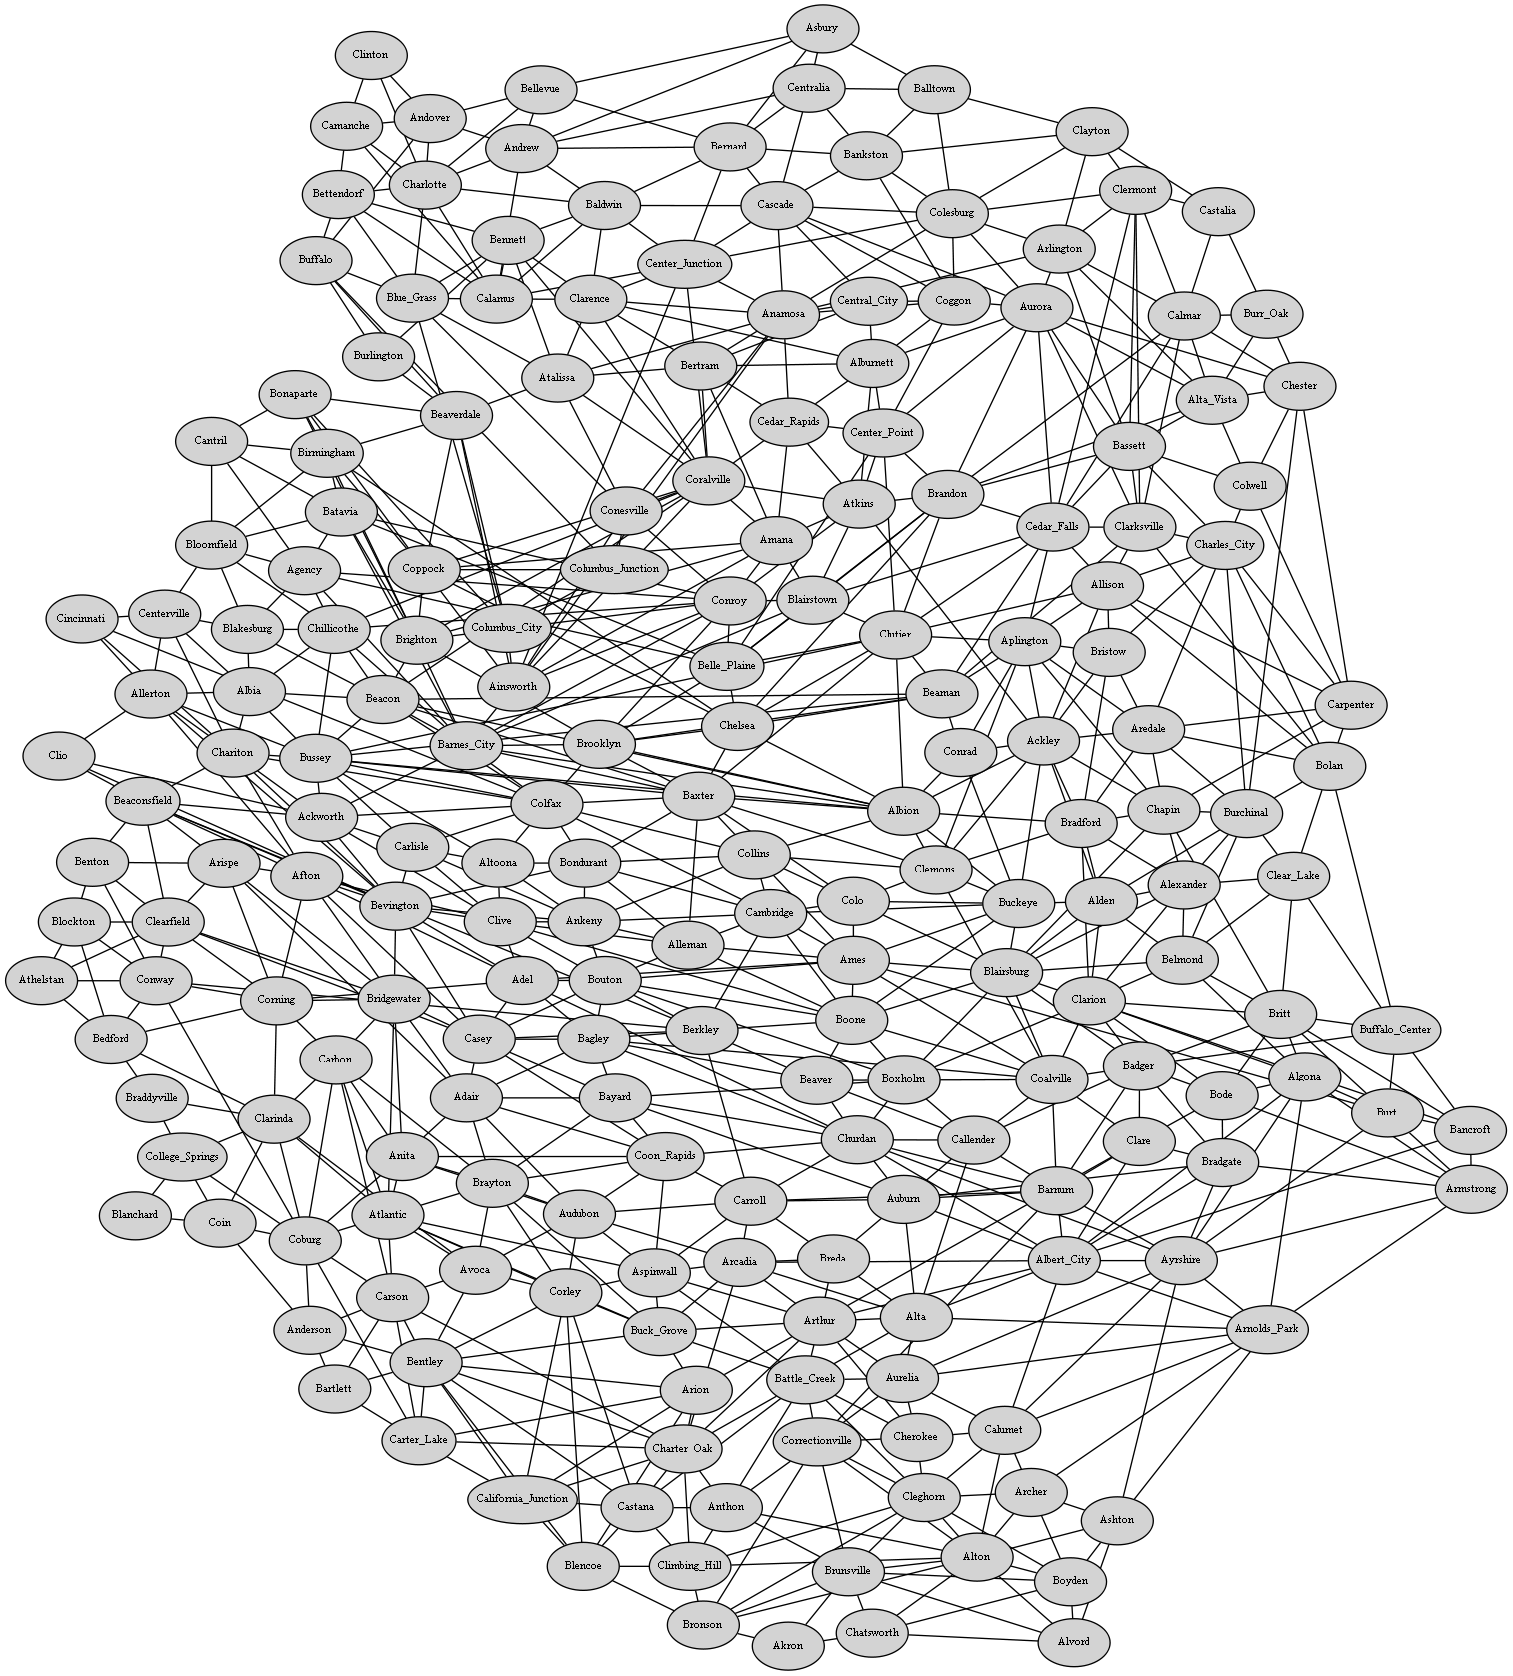 Asbury
Clinton
Centralia
Bellevue
Balltown
Andover
Camanche
Clayton
Andrew
Bernard
Bankston
Charlotte
Clermont
Bettendorf
Baldwin
Cascade
Castalia
Colesburg
Bennett
Arlington
Buffalo
Center_Junction
Blue_Grass
Calamus
Clarence
Central_City
Coggon
Aurora
Anamosa
Calmar
Burr_Oak
Burlington
Bertram
Alburnett
Atalissa
Chester
Bonaparte
Alta_Vista
Beaverdale
Cedar_Rapids
Center_Point
Cantril
Bassett
Birmingham
Coralville
Colwell
Brandon
Atkins
Batavia
Conesville
Cedar_Falls
Clarksville
Amana
Bloomfield
Charles_City
Agency
Coppock
Columbus_Junction
Allison
Conroy
Blairstown
Centerville
Cincinnati
Blakesburg
Chillicothe
Columbus_City
Clutier
Brighton
Aplington
Bristow
Belle_Plaine
Ainsworth
Allerton
Albia
Beacon
Beaman
Carpenter
Chelsea
Aredale
Barnes_City
Brooklyn
Ackley
Clio
Chariton
Bussey
Conrad
Bolan
Baxter
Beaconsfield
Colfax
Albion
Chapin
Burchinal
Ackworth
Bradford
Carlisle
Collins
Altoona
Bondurant
Benton
Arispe
Clemons
Afton
Clear_Lake
Alexander
Colo
Alden
Buckeye
Bevington
Cambridge
Blockton
Clearfield
Clive
Ankeny
Alleman
Belmond
Ames
Blairsburg
Athelstan
Conway
Adel
Bouton
Bridgewater
Corning
Clarion
Britt
Boone
Berkley
Buffalo_Center
Bedford
Casey
Bagley
Carbon
Badger
Algona
Beaver
Boxholm
Coalville
Braddyville
Adair
Bayard
Bode
Burt
Clarinda
Bancroft
Churdan
Callender
Clare
College_Springs
Anita
Coon_Rapids
Bradgate
Brayton
Barnum
Armstrong
Carroll
Auburn
Blanchard
Atlantic
Audubon
Coin
Coburg
Breda
Albert_City
Ayrshire
Arcadia
Avoca
Aspinwall
Corley
Carson
Alta
Arthur
Anderson
Buck_Grove
Arnolds_Park
Bentley
Battle_Creek
Aurelia
Bartlett
Arion
Calumet
Cherokee
Carter_Lake
Correctionville
Charter_Oak
Archer
Cleghorn
California_Junction
Castana
Anthon
Ashton
Alton
Blencoe
Climbing_Hill
Brunsville
Boyden
Bronson
Chatsworth
Akron
Alvord